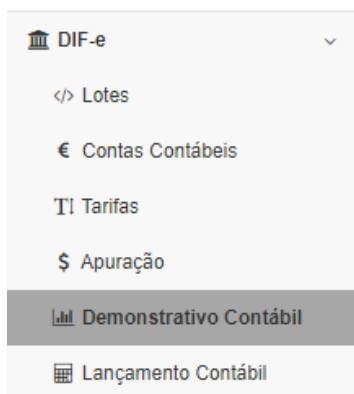 DIF-e
Lotes
Contas Contábeis
Tarifas
Apuração
Demonstrativo Contábil
Lançamento Contábil